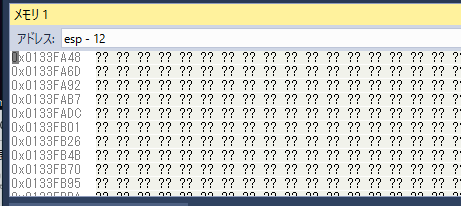 メモリ 1
アドレス: esp - 12
0x0133FA48 ?? ?? ?? ?? ?? ?? ?? ?? ?? ?? ?? ?? ?? ?? ?? ??
0x0133FA6D ?? ?? ?? ?? ?? ?? ?? ?? ?? ?? ?? ?? ?? ?? ?? ??
0x0133FA92 ?? ?? ?? ?? ?? ?? ?? ?? ?? ?? ?? ?? ?? ?? ?? ??
0x0133FAB7 ?? ?? ?? ?? ?? ?? ?? ?? ?? ?? ?? ?? ?? ?? ?? ??
0x0133FADC ?? ?? ?? ?? ?? ?? ?? ?? ?? ?? ?? ?? ?? ?? ?? ??
0x0133FB01 ?? ?? ?? ?? ?? ?? ?? ?? ?? ?? ?? ?? ?? ?? ?? ??
0x0133FB26 ?? ?? ?? ?? ?? ?? ?? ?? ?? ?? ?? ?? ?? ?? ?? ??
0x0133FB4B ?? ?? ?? ?? ?? ?? ?? ?? ?? ?? ?? ?? ?? ?? ?? ??
0x0133FB70 ?? ?? ?? ?? ?? ?? ?? ?? ?? ?? ?? ?? ?? ?? ?? ??
0x0133FB95 ?? ?? ?? ?? ?? ?? ?? ?? ?? ?? ?? ?? ?? ?? ?? ??